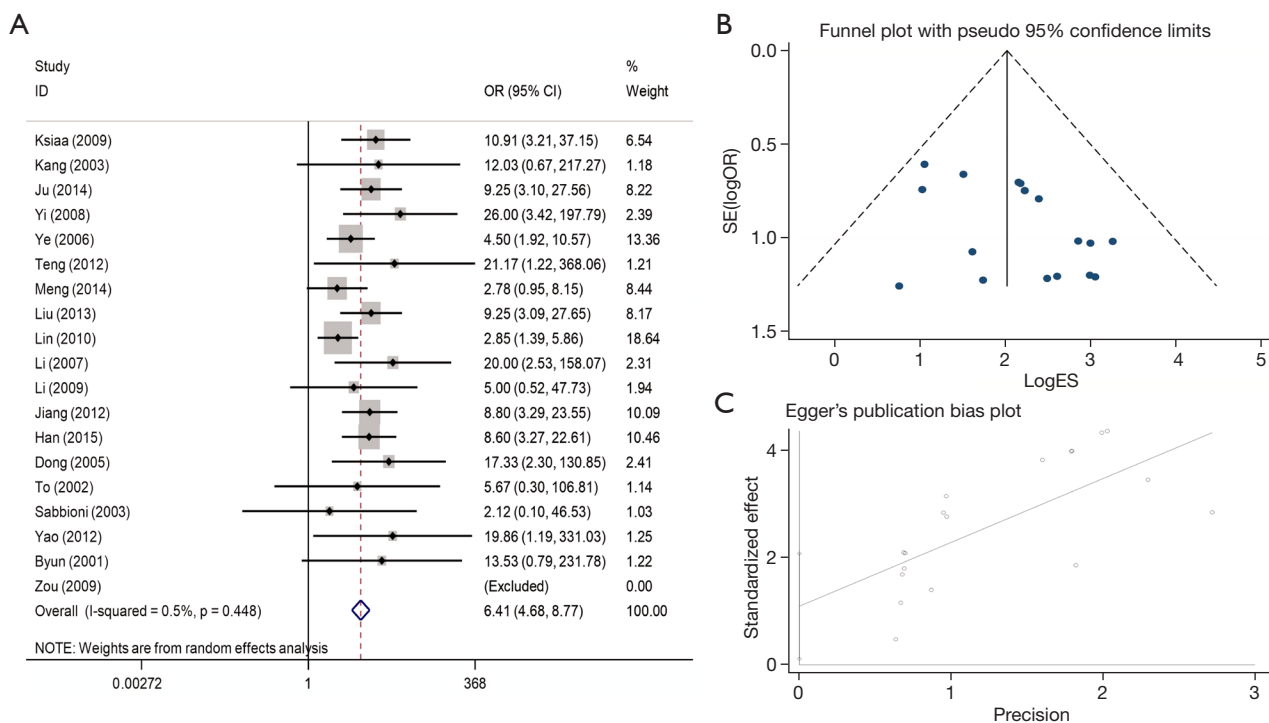 A
Study %
ID OR (95% CI) Weight
Ksiaa (2009) 10.91 (3.21, 37.15) 6.54
Kang (2003) 12.03 (0.67, 217.27) 1.18
Ju (2014) 9.25 (3.10, 27.56) 8.22
Yi (2008) 26.00 (3.42, 197.79) 2.39
Ye (2006) 4.50 (1.92, 10.57) 13.36
Teng (2012) 21.17 (1.22, 368.06) 1.21
Meng (2014) 2.78 (0.95, 8.15) 8.44
Liu (2013) 9.25 (3.09, 27.65) 8.17
Lin (2010) 2.85 (1.39, 5.86) 18.64
Li (2007) 20.00 (2.53, 158.07) 2.31
Li (2009) 5.00 (0.52, 47.73) 1.94
Jiang (2012) 8.80 (3.29, 23.55) 10.09
Han (2015) 8.60 (3.27, 22.61) 10.46
Dong (2005) 17.33 (2.30, 130.85) 2.41
To (2002) 5.67 (0.30, 106.81) 1.14
Sabbioni (2003) 2.12 (0.10, 46.53) 1.03
Yao (2012) 19.86 (1.19, 331.03) 1.25
Byun (2001) 13.53 (0.79, 231.78) 1.22
Zou (2009) (Excluded) 0.00
Overall (I-squared = 0.5%, p = 0.448) 6.41 (4.68, 8.77) 100.00
NOTE: Weights are from random effects analysis
0.00272 1 368
B
Funnel plot with pseudo 95% confidence limits
0.0
0.5
1.0
1.5
SE(logOR)
0 1 2 3 4 5
LogES
C
Egger's publication bias plot
4
2
0
Standardized effect
0 1 2 3
Precision